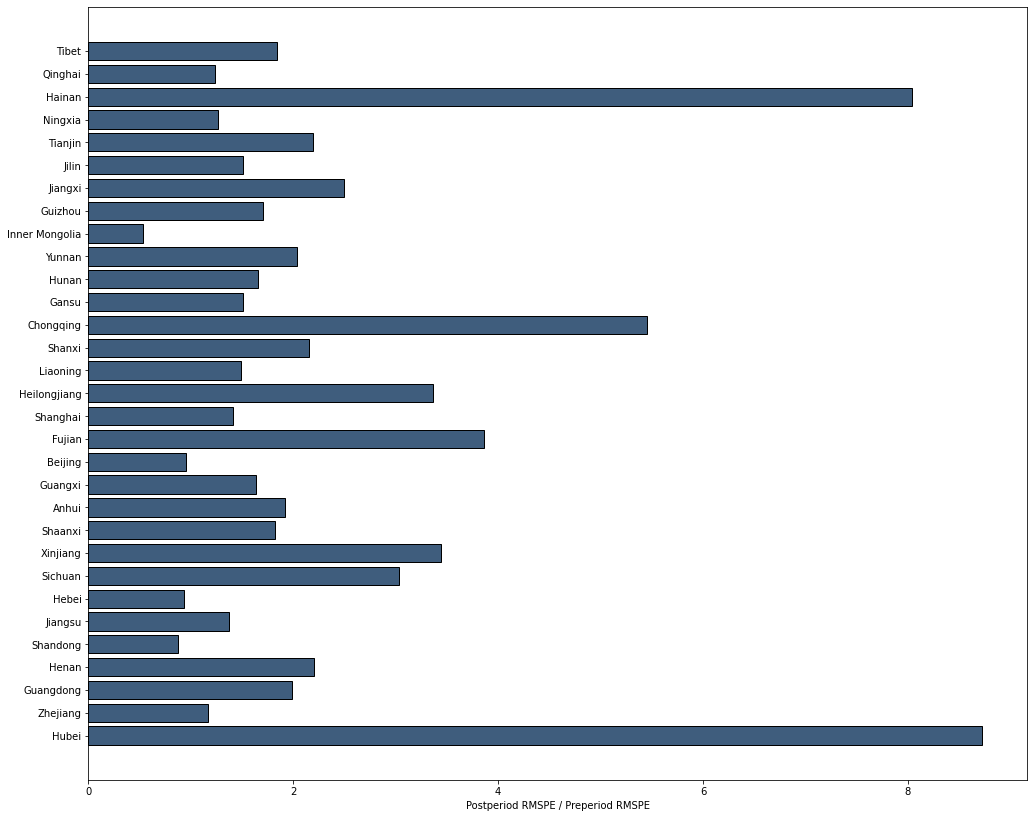 Tibet
Qinghai
Hainan
Ningxia
Tianjin
Jilin
Jiangxi
Guizhou
Inner Mongolia
Yunnan
Hunan
Gansu
Chongqing
Shanxi
Liaoning
Heilongjiang
Shanghai
Fujian
Beijing
Guangxi
Anhui
Shaanxi
Xinjiang
Sichuan
Hebei
Jiangsu
Shandong
Henan
Guangdong
Zhejiang
Hubei
0 2 4 6 8
Postperiod RMSPE / Preperiod RMSPE